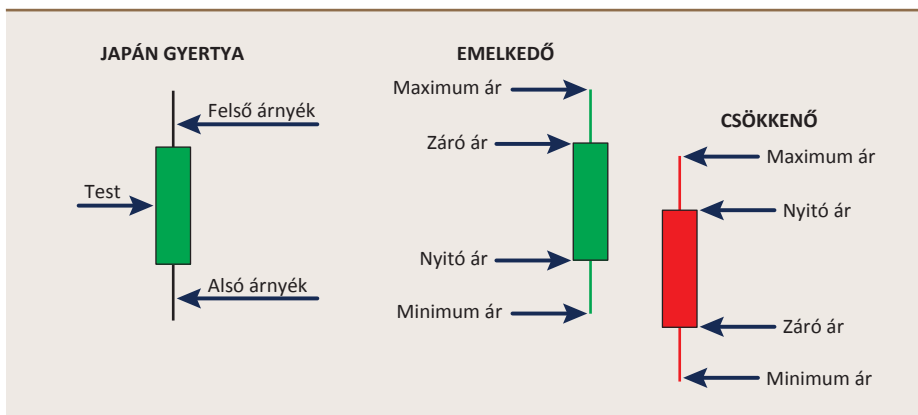 JAPÁN GYERTYA
Felső árnyék
Test
Alsó árnyék
EMELKEDŐ
Maximum ár
Záró ár
Nyitó ár
Minimum ár
CSÖKKENŐ
Maximum ár
Nyitó ár
Záró ár
Minimum ár